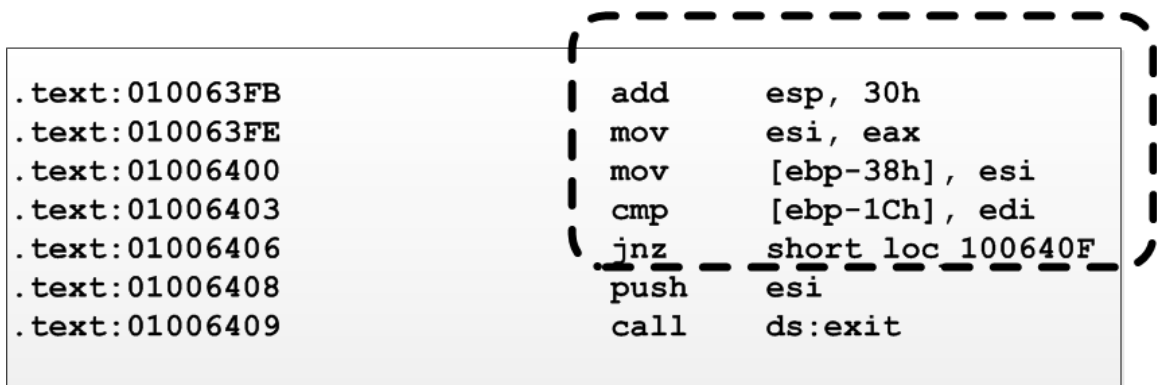 .text:010063FB add esp, 30h
.text:010063FE mov esi, eax
.text:01006400 mov [ebp-38h], esi
.text:01006403 cmp [ebp-1Ch], edi
.text:01006406 jnz short loc_100640F
.text:01006408 push esi
.text:01006409 call ds:exit